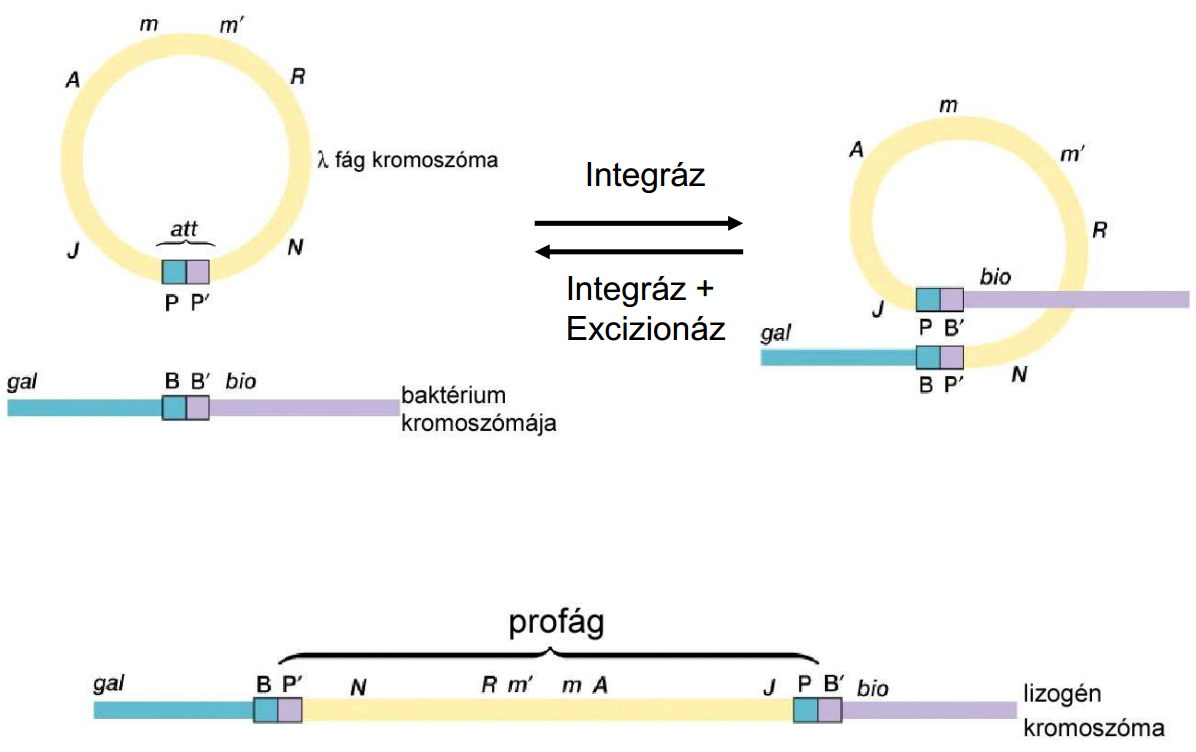 m m′
A R
λ fág kromoszóma
att
J N
P P′
gal B B′ bio
baktérium
kromoszómája
Integráz
Integráz +
Excizionáz
m
A m′
R
bio
J P B′
gal
B P′ N
profág
gal B P′ N R m′ m A J P B′ bio
lizogén
kromoszóma